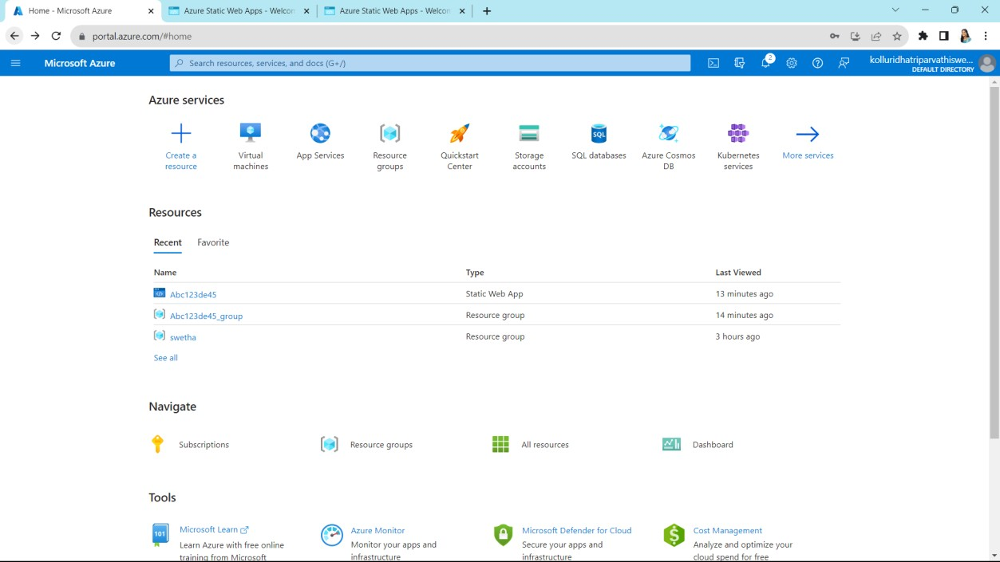 Home - Microsoft Azure
Azure Static Web Apps - Welcom
Azure Static Web Apps - Welcom
portal.azure.com/#home
Microsoft Azure
Search resources, services, and docs (G+/)
2
kolluridhatriparvathiswe...
DEFAULT DIRECTORY
Azure services
Create a resource
Virtual machines
App Services
Resource groups
Quickstart Center
Storage accounts
SQL
SQL databases
Azure Cosmos DB
Kubernetes services
More services
Resources
Recent Favorite
Name Type Last Viewed
Abc123de45 Static Web App 13 minutes ago
Abc123de45_group Resource group 14 minutes ago
swetha Resource group 3 hours ago
See all
Navigate
Subscriptions Resource groups All resources Dashboard
Tools
101
Microsoft Learn
Learn Azure with free online
training from Microsoft
Azure Monitor
Monitor your apps and
infrastructure
Microsoft Defender for Cloud
Secure your apps and
infrastructure
$
Cost Management
Analyze and optimize your
cloud spend for free